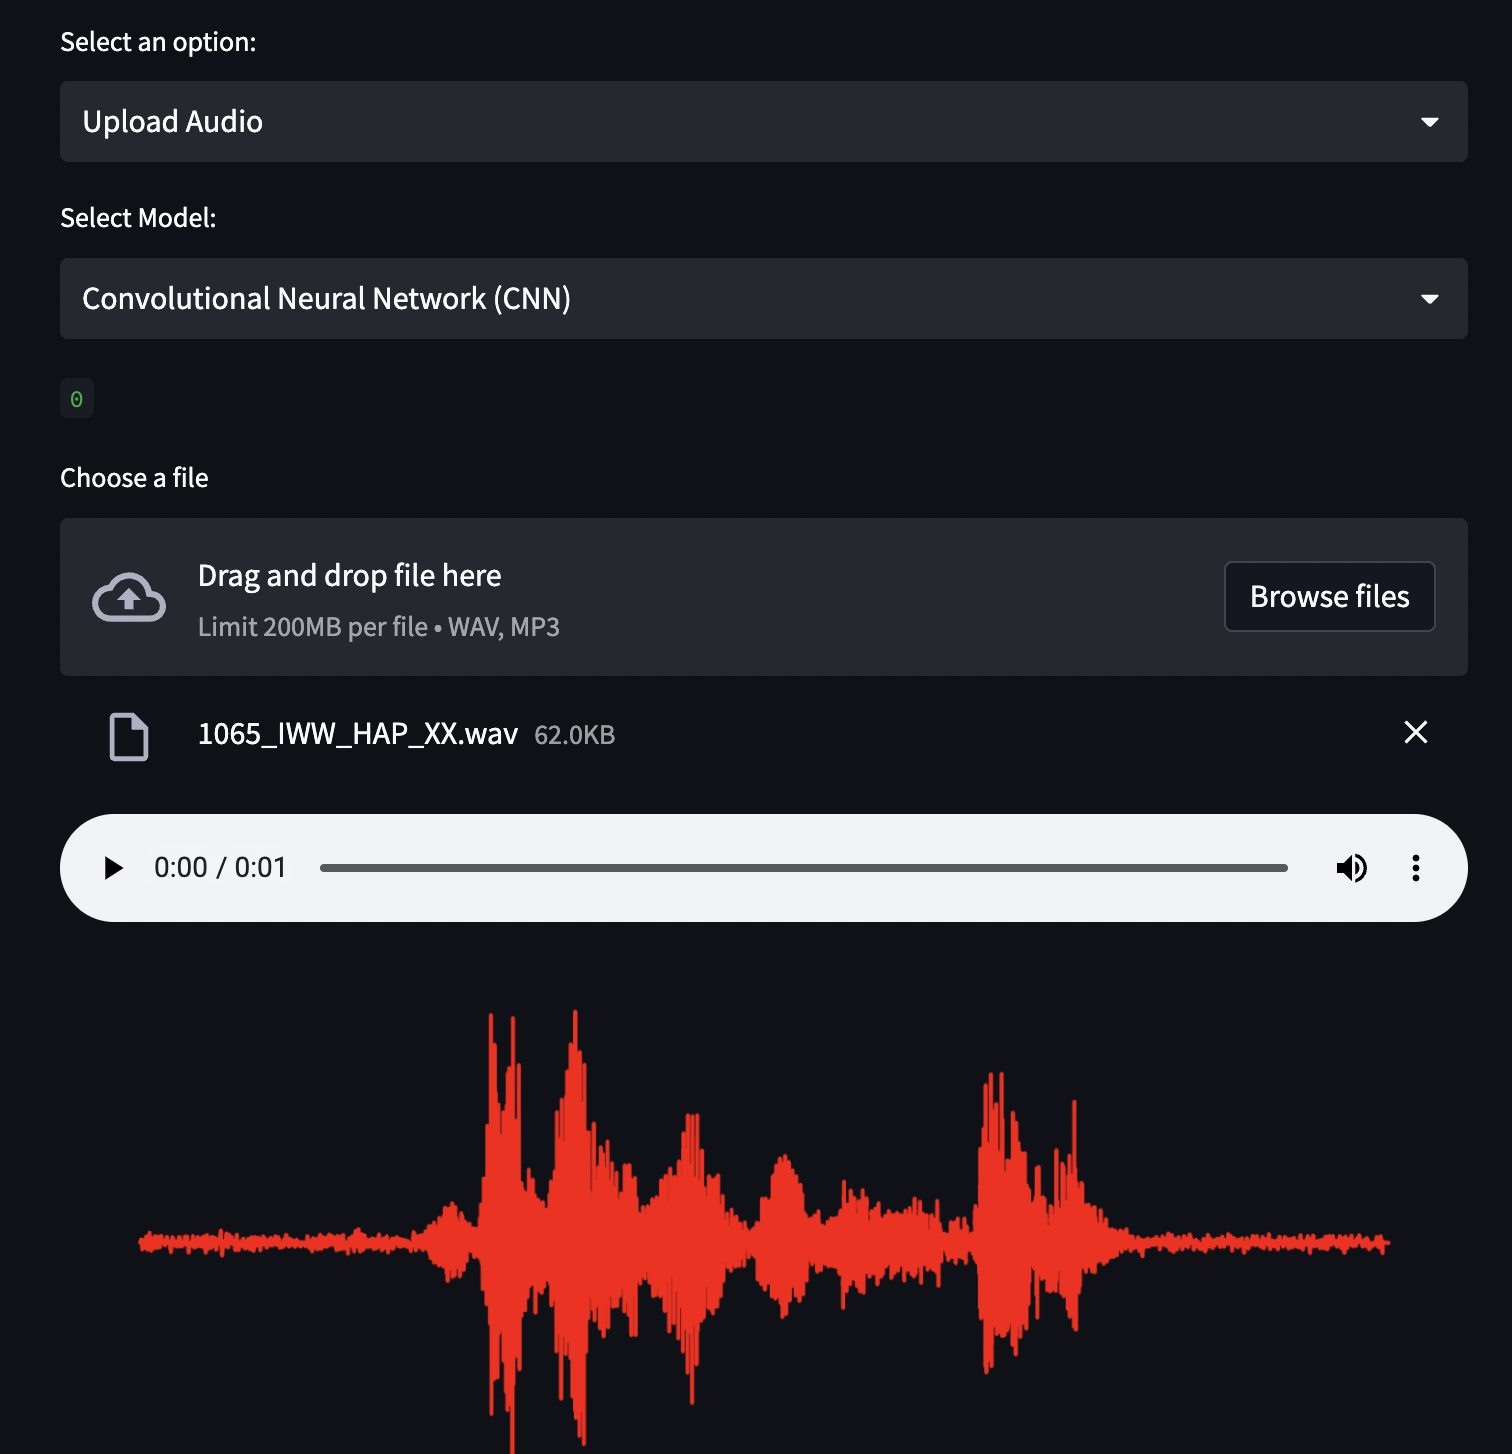 Select an option:
Upload Audio
Select Model:
Convolutional Neural Network (CNN)
0
Choose a file
Drag and drop file here
Limit 200MB per file • WAV, MP3
Browse files
1065_IWW_HAP_XX.wav 62.0KB
0:00 / 0:01